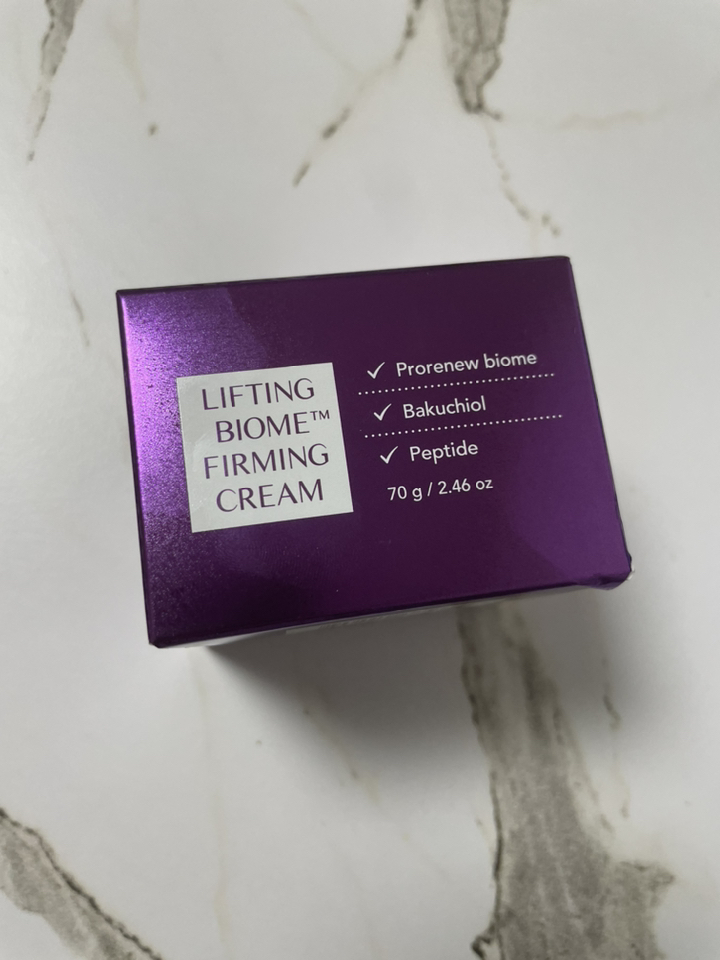 LIFTING
BIOME™
FIRMING
CREAM
✓ Prorenew biome
✓ Bakuchiol
✓ Peptide
70 g / 2.46 oz